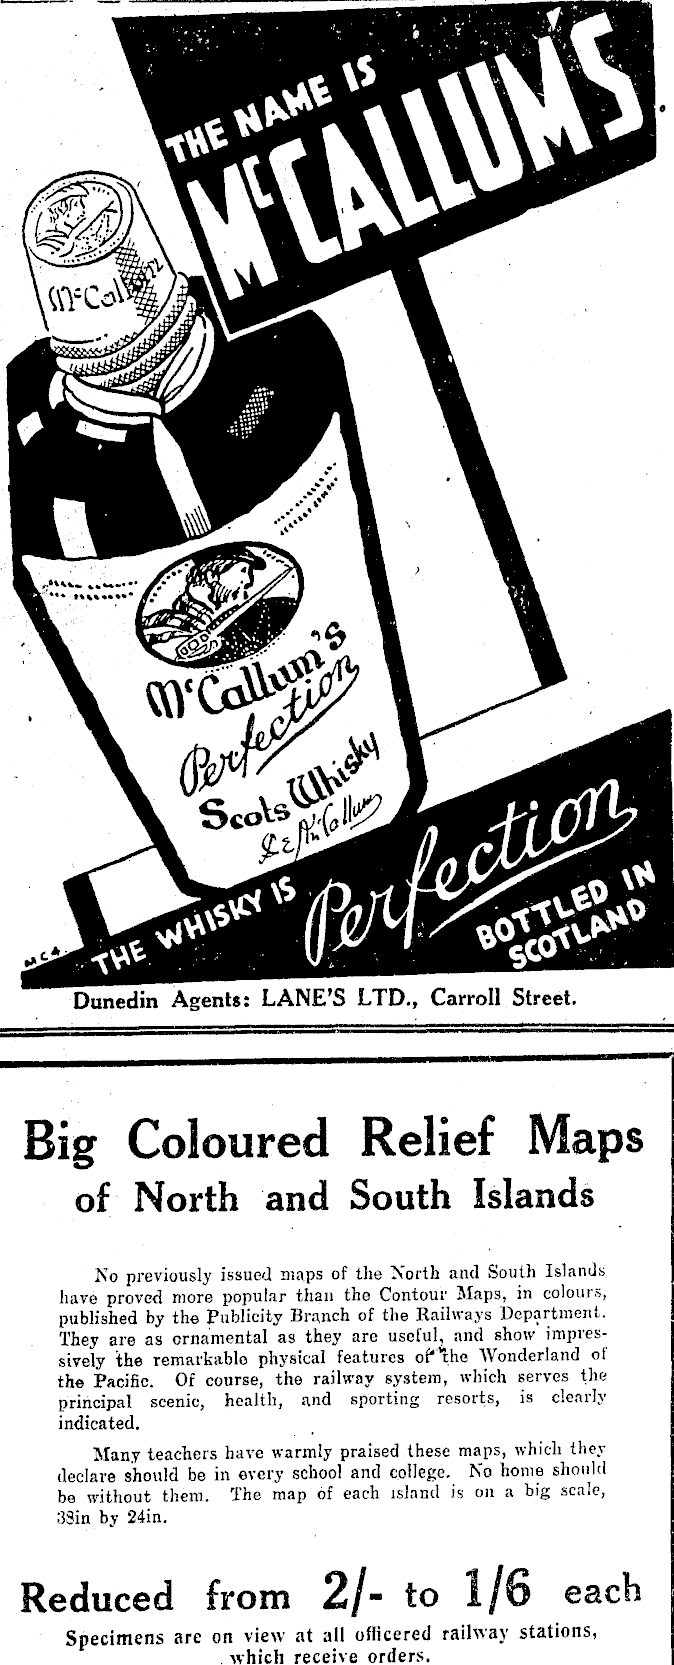 THE NAME IS
McCALLUM'S
McCallum
McCallum's
Perfection
Scots Whisky
THE WHISKY IS
Perfection
BOTTLED IN
SCOTLAND
Dunedin Agents: LANE'S LTD., Carroll Street.
Big Coloured Relief Maps
of North and South Islands
No previously issued maps of the North and South Islands
have proved more popular than the Contour Maps, in colours,
published by the Publicity Branch of the Railways Department.
They are as ornamental as they are useful, and show impres-
sively the remarkable physical features of the Wonderland of
the Pacific. Of course, the railway system, which serves the
principal scenic, health, and sporting resorts, is clearly
indicated.
Many teachers have warmly praised these maps, which they
declare should be in every school and college. No home should
be without them. The map of each island is on a big scale,
38in by 24in.
Reduced from 2/- to 1/6 each
Specimens are on view at all officered railway stations,
which receive orders.